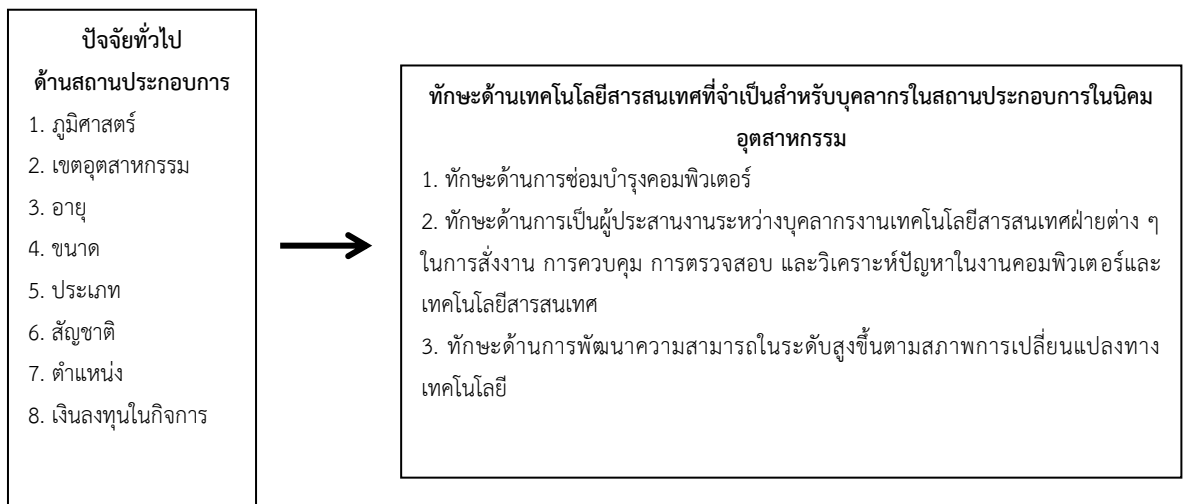 ปัจจัยทั่วไป
ด้านสถานประกอบการ
1. ภูมิศาสตร์
2. เขตอุตสาหกรรม
3. อายุ
4. ขนาด
5. ประเภท
6. สัญชาติ
7. ตำแหน่ง
8. เงินลงทุนในกิจการ
ทักษะด้านเทคโนโลยีสารสนเทศที่จำเป็นสำหรับบุคลากรในสถานประกอบการในนิคม
อุตสาหกรรม
1. ทักษะด้านการซ่อมบำรุงคอมพิวเตอร์
2. ทักษะด้านการเป็นผู้ประสานงานระหว่างบุคลากรงานเทคโนโลยีสารสนเทศฝ่ายต่าง ๆ
ในการสั่งงาน การควบคุม การตรวจสอบ และวิเคราะห์ปัญหาในงานคอมพิวเตอร์และ
เทคโนโลยีสารสนเทศ
3. ทักษะด้านการพัฒนาความสามารถในระดับสูงขึ้นตามสภาพการเปลี่ยนแปลงทาง
เทคโนโลยี